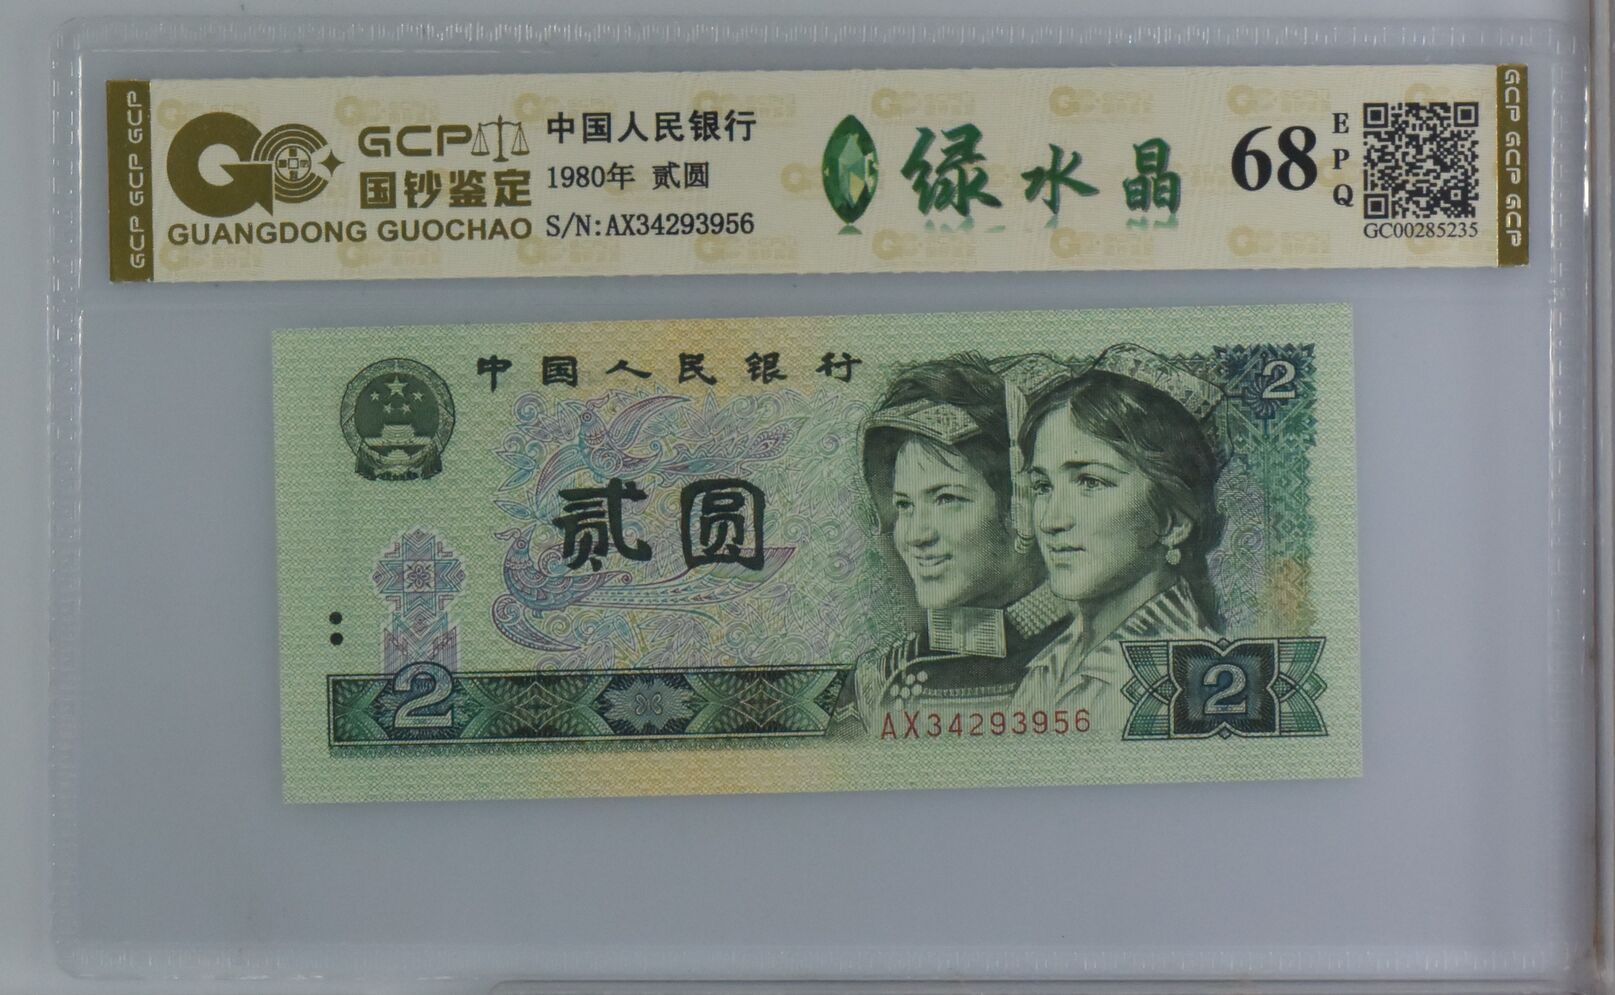 GCP
国钞鉴定
GUANGDONG GUOCHAO
中国人民银行
1980年 贰圆
S/N:AX34293956
绿水晶
68
EPQ
GC00285235
GCP GCP GCP
GCP GCP GCP
中国人民银行
2
贰圆
2
AX34293956
2